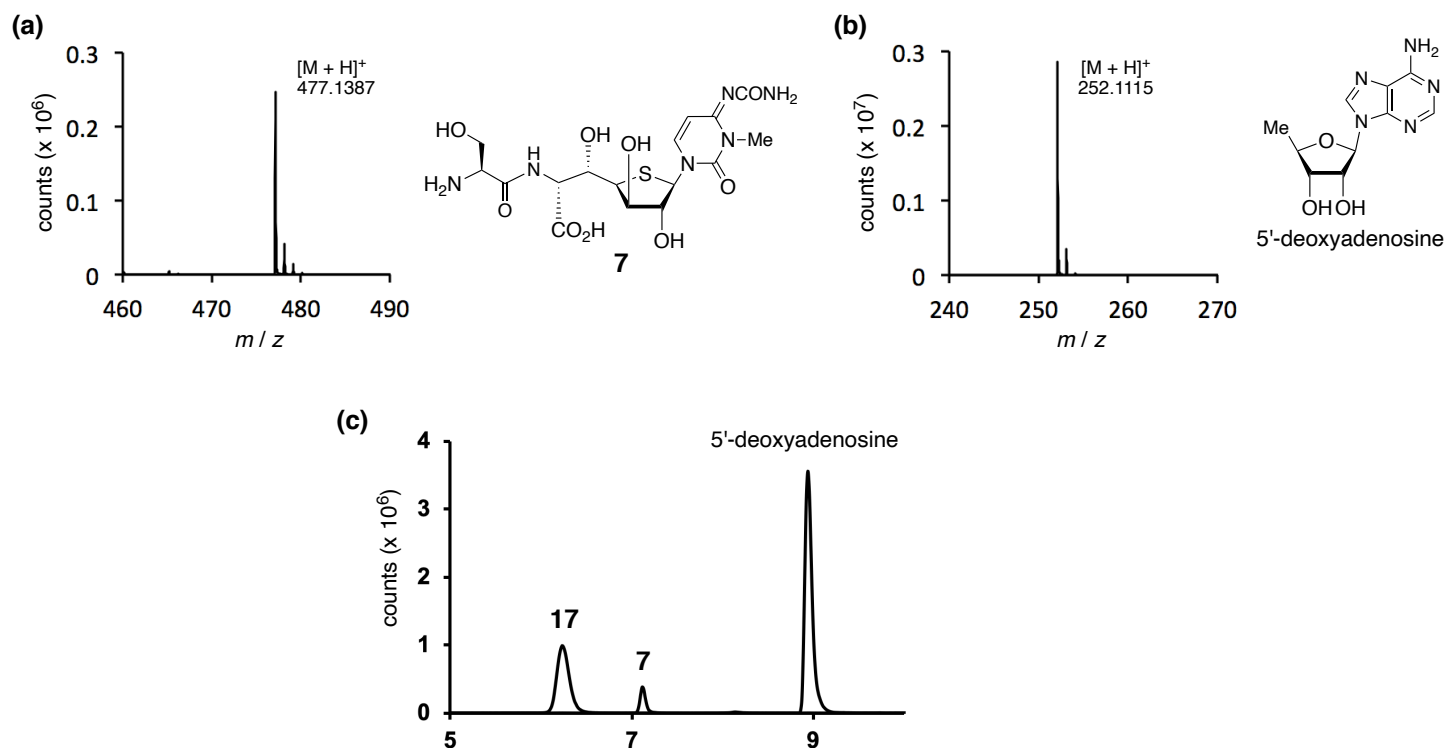 (a)
counts (x 10⁶)
0.3
0.2
0.1
0
460
470
480
490
m / z
[M + H]⁺
477.1387
HO
H₂N
O
H
N
OH
CO₂H
OH
S
OH
NCONH₂
N
Me
N
O
7
(b)
counts (x 10⁷)
0.3
0.2
0.1
0
240
250
260
270
m / z
[M + H]⁺
252.1115
NH₂
N
N
N
N
Me
O
OH OH
5'-deoxyadenosine
(c)
counts (x 10⁶)
4
3
2
1
0
5
7
9
17
7
5'-deoxyadenosine